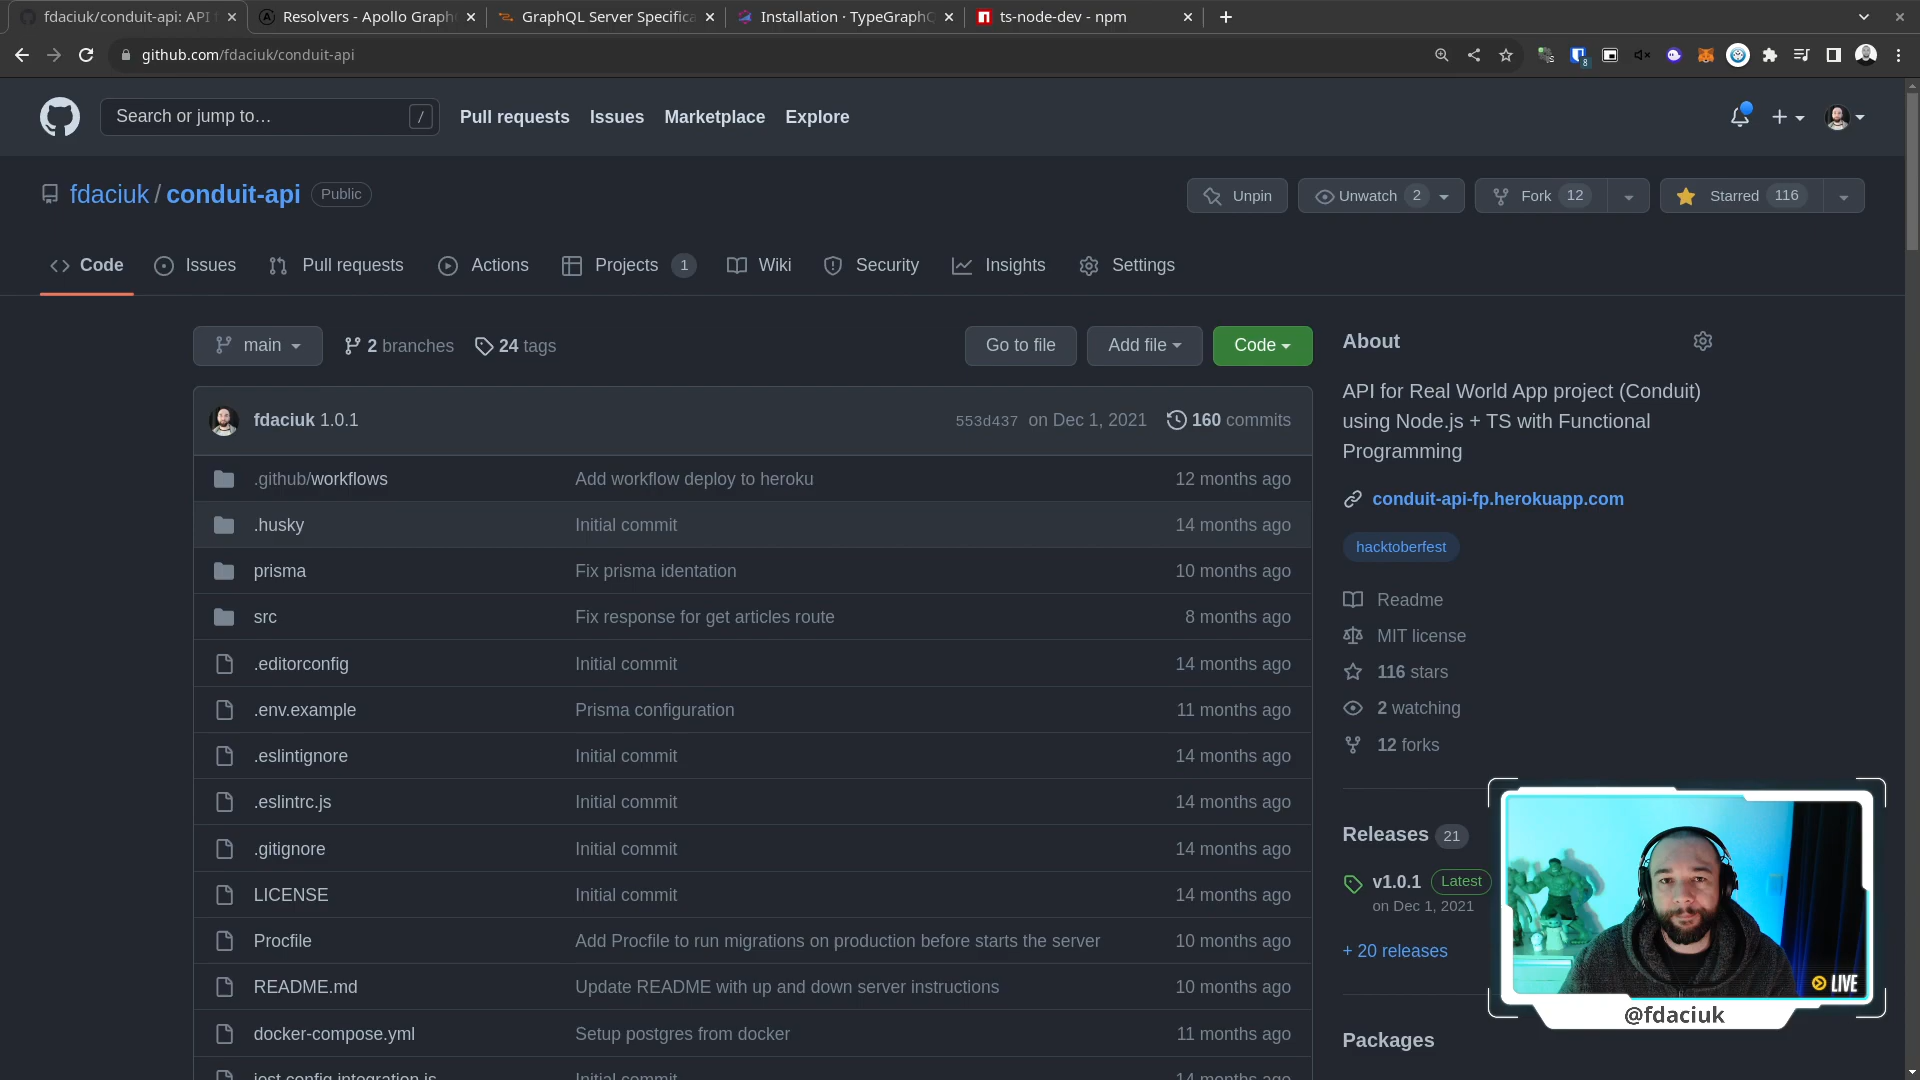 fdaciuk/conduit-api: API f
Resolvers - Apollo Graph
GraphQL Server Specifica
Installation · TypeGraphQ
ts-node-dev - npm
github.com/fdaciuk/conduit-api
8
Search or jump to…
/
Pull requests
Issues
Marketplace
Explore
fdaciuk / conduit-api
Public
Unpin
Unwatch 2
Fork 12
Starred 116
Code
Issues
Pull requests
Actions
Projects 1
Wiki
Security
Insights
Settings
main
2 branches
24 tags
Go to file
Add file
Code
fdaciuk 1.0.1
553d437 on Dec 1, 2021
160 commits
.github/workflows Add workflow deploy to heroku 12 months ago
.husky Initial commit 14 months ago
prisma Fix prisma identation 10 months ago
src Fix response for get articles route 8 months ago
.editorconfig Initial commit 14 months ago
.env.example Prisma configuration 11 months ago
.eslintignore Initial commit 14 months ago
.eslintrc.js Initial commit 14 months ago
.gitignore Initial commit 14 months ago
LICENSE Initial commit 14 months ago
Procfile Add Procfile to run migrations on production before starts the server 10 months ago
README.md Update README with up and down server instructions 10 months ago
docker-compose.yml Setup postgres from docker 11 months ago
jest.config.integration.js Initial commit 14 months ago
About
API for Real World App project (Conduit)
using Node.js + TS with Functional
Programming
conduit-api-fp.herokuapp.com
hacktoberfest
Readme
MIT license
116 stars
2 watching
12 forks
Releases 21
v1.0.1 Latest
on Dec 1, 2021
+ 20 releases
Packages
LIVE
@fdaciuk